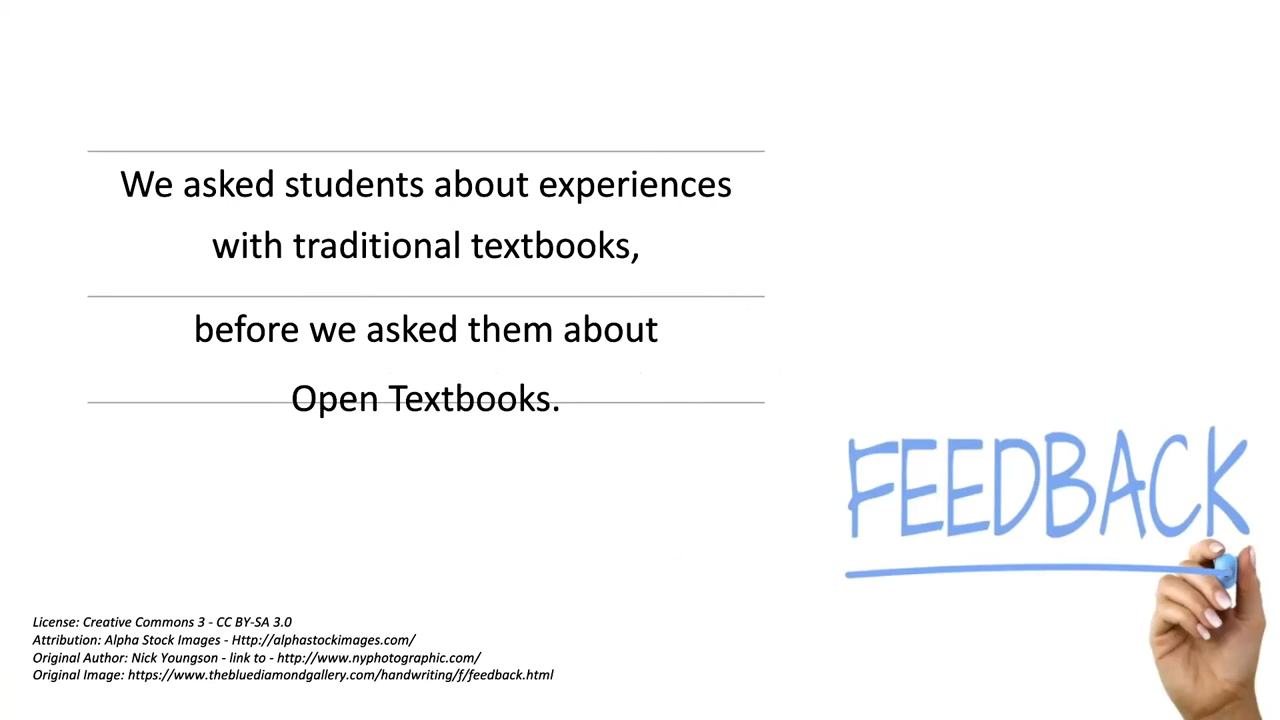 We asked students about experiences
with traditional textbooks,
before we asked them about
Open Textbooks.
FEEDBACK
License: Creative Commons 3 - CC BY-SA 3.0
Attribution: Alpha Stock Images - Http://alphastockimages.com/
Original Author: Nick Youngson - link to - http://www.nyphotographic.com/
Original Image: https://www.thebluediamondgallery.com/handwriting/f/feedback.html